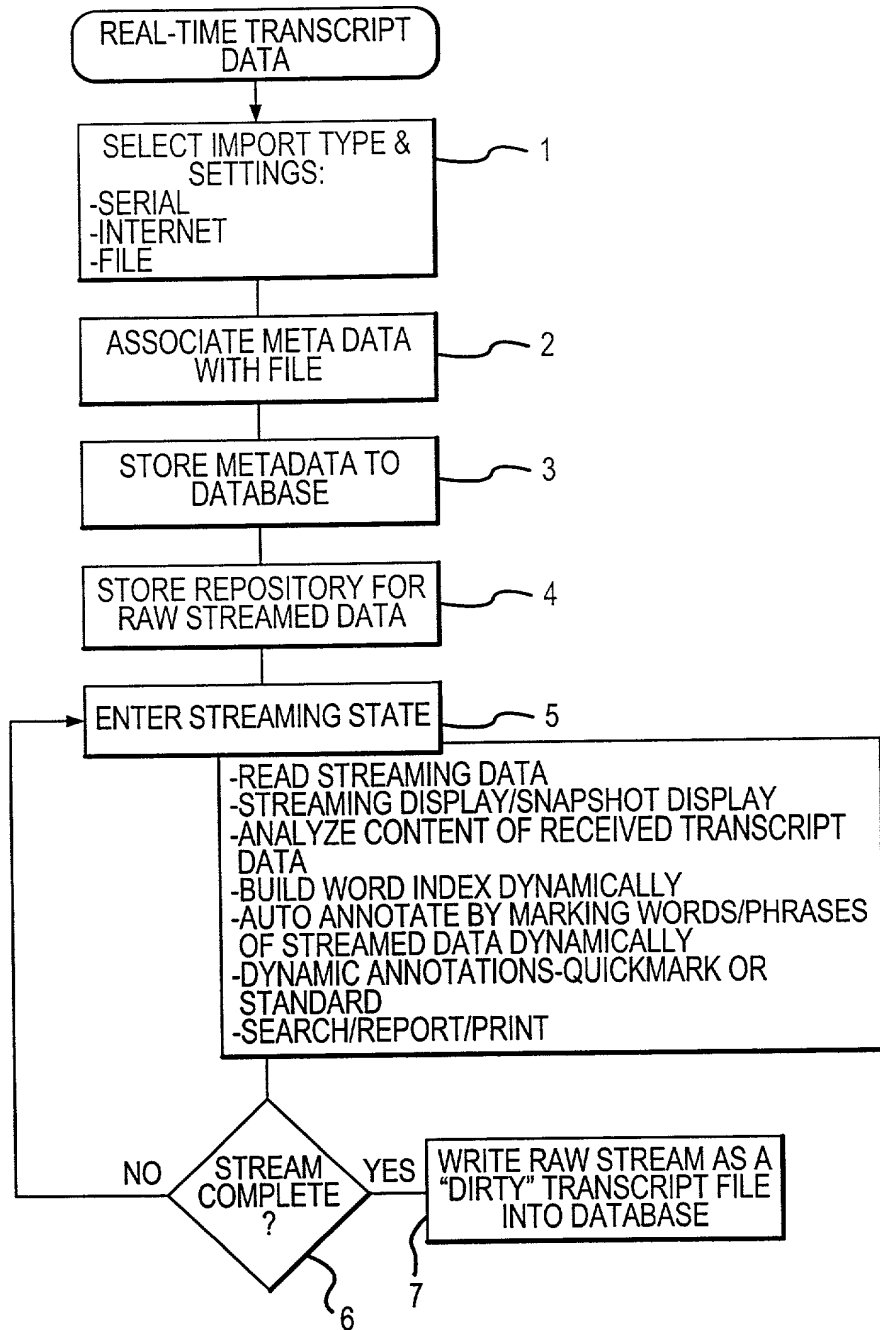 REAL-TIME TRANSCRIPT
DATA
SELECT IMPORT TYPE &
SETTINGS:
-SERIAL
-INTERNET
-FILE
1
ASSOCIATE META DATA
WITH FILE
2
STORE METADATA TO
DATABASE
3
STORE REPOSITORY FOR
RAW STREAMED DATA
4
ENTER STREAMING STATE
5
-READ STREAMING DATA
-STREAMING DISPLAY/SNAPSHOT DISPLAY
-ANALYZE CONTENT OF RECEIVED TRANSCRIPT
DATA
-BUILD WORD INDEX DYNAMICALLY
-AUTO ANNOTATE BY MARKING WORDS/PHRASES
OF STREAMED DATA DYNAMICALLY
-DYNAMIC ANNOTATIONS-QUICKMARK OR
STANDARD
-SEARCH/REPORT/PRINT
NO
STREAM
COMPLETE
?
YES
6
WRITE RAW STREAM AS A
"DIRTY" TRANSCRIPT FILE
INTO DATABASE
7